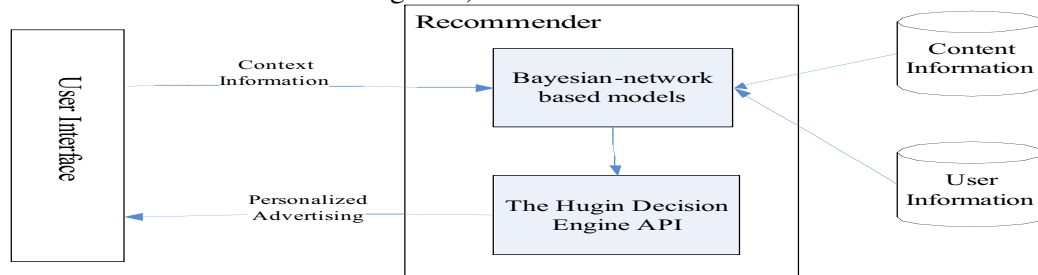 Recommender
User Interface
Context
Information
Bayesian-network
based models
Content
Information
Personalized
Advertising
The Hugin Decision
Engine API
User
Information